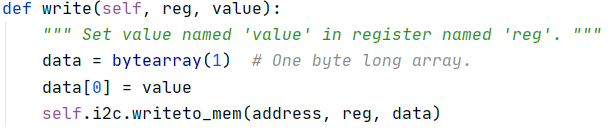 def write(self, reg, value):
    """ Set value named 'value' in register named 'reg'. """
    data = bytearray(1)  # One byte long array.
    data[0] = value
    self.i2c.writeto_mem(address, reg, data)